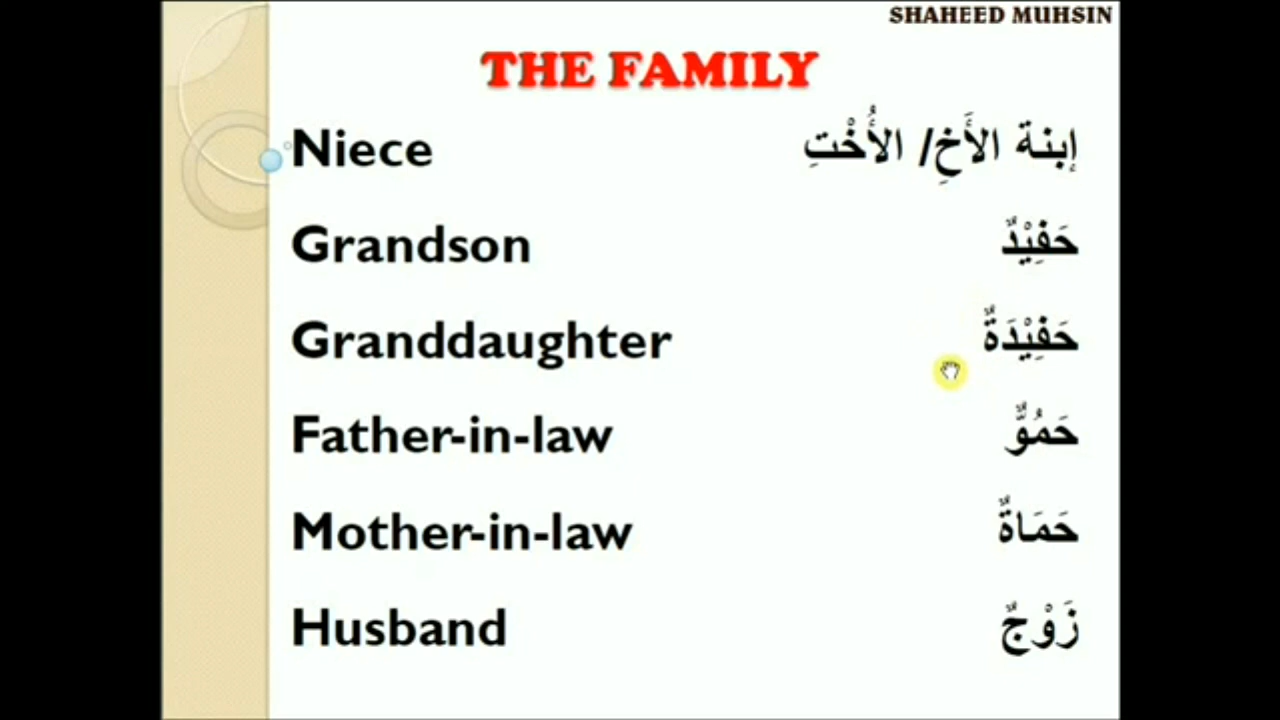 SHAHEED MUHSIN
THE FAMILY
Niece إبنة الأَخِ/ الأُخْتِ
Grandson حَفِيْدٌ
Granddaughter حَفِيْدَةٌ
Father-in-law حَمُوٌّ
Mother-in-law حَمَاةٌ
Husband زَوْجٌ